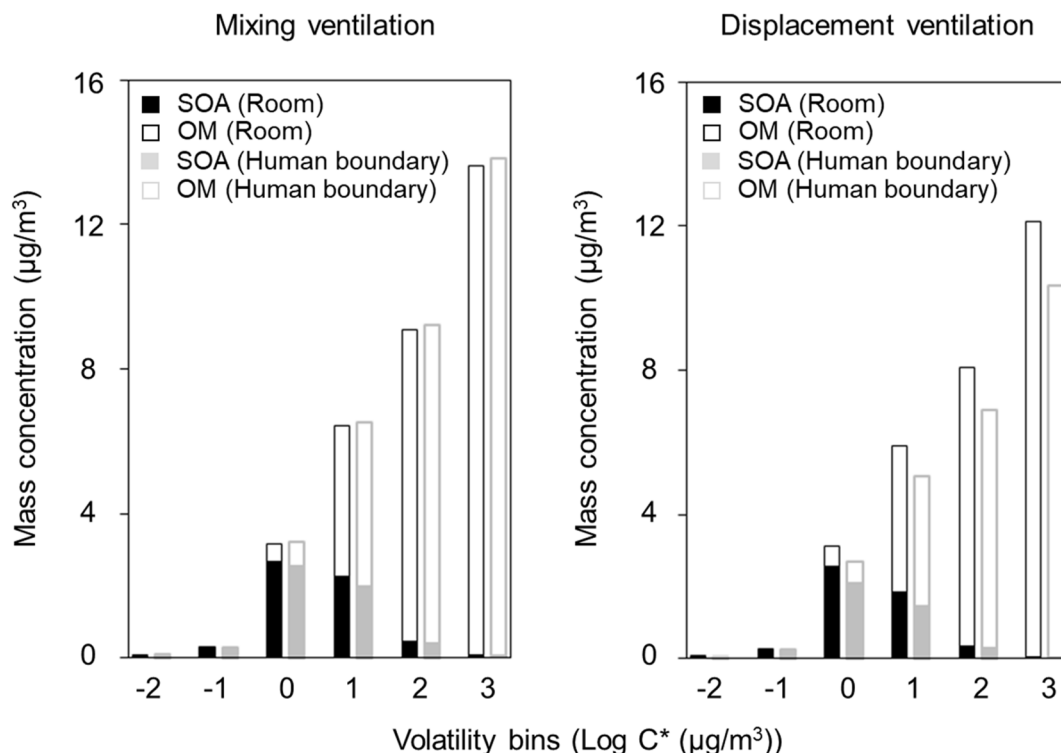 Mixing ventilation
Mass concentration (µg/m³)
16
12
8
4
0
SOA (Room)
OM (Room)
SOA (Human boundary)
OM (Human boundary)
-2 -1 0 1 2 3
Displacement ventilation
Mass concentration (µg/m³)
16
12
8
4
0
SOA (Room)
OM (Room)
SOA (Human boundary)
OM (Human boundary)
-2 -1 0 1 2 3
Volatility bins (Log C* (µg/m³))